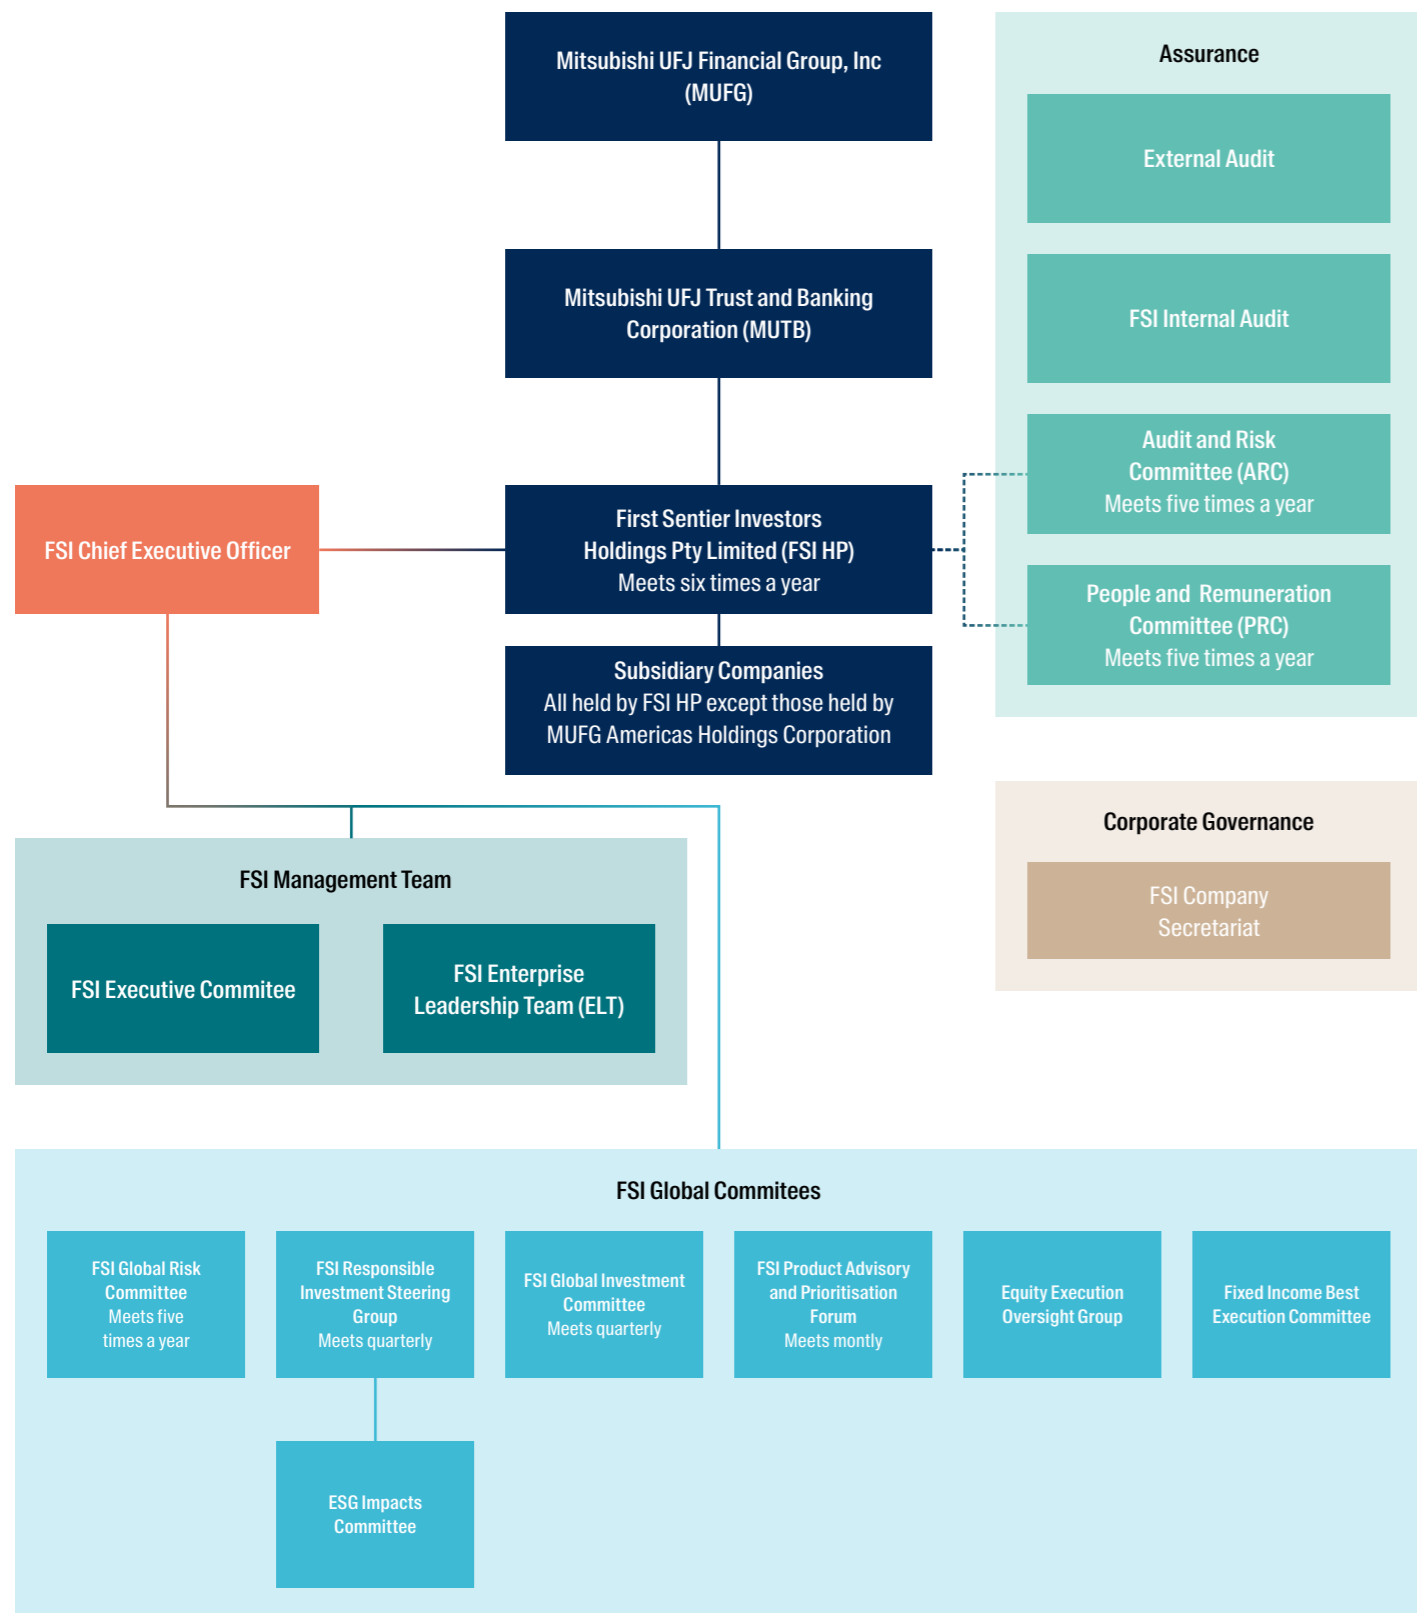 Mitsubishi UFJ Financial Group, Inc
(MUFG)
Mitsubishi UFJ Trust and Banking
Corporation (MUTB)
First Sentier Investors
Holdings Pty Limited (FSI HP)
Meets six times a year
Subsidiary Companies
All held by FSI HP except those held by
MUFG Americas Holdings Corporation
FSI Chief Executive Officer
Assurance
External Audit
FSI Internal Audit
Audit and Risk
Committee (ARC)
Meets five times a year
People and Remuneration
Committee (PRC)
Meets five times a year
Corporate Governance
FSI Company
Secretariat
FSI Management Team
FSI Executive Commitee
FSI Enterprise
Leadership Team (ELT)
FSI Global Commitees
FSI Global Risk
Committee
Meets five
times a year
FSI Responsible
Investment Steering
Group
Meets quarterly
FSI Global Investment
Committee
Meets quarterly
FSI Product Advisory
and Prioritisation
Forum
Meets montly
Equity Execution
Oversight Group
Fixed Income Best
Execution Committee
ESG Impacts
Committee